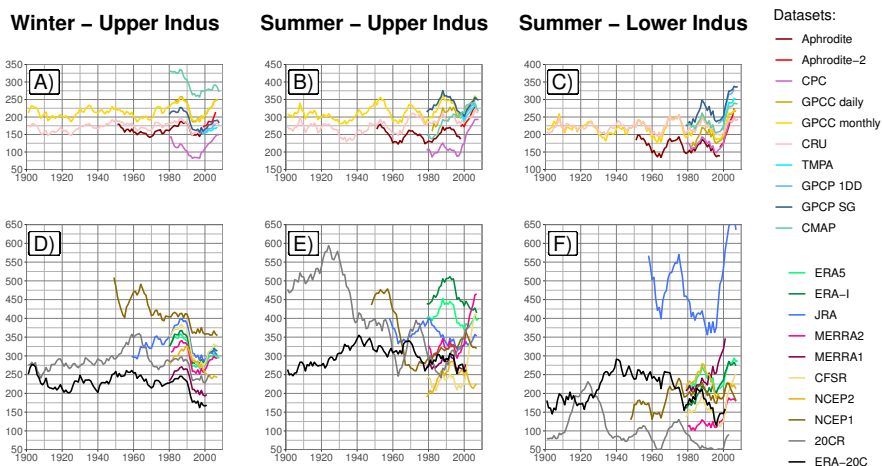 Winter – Upper Indus
Summer – Upper Indus
Summer – Lower Indus
Datasets:
Aphrodite
Aphrodite-2
CPC
GPCC daily
GPCC monthly
CRU
TMPA
GPCP 1DD
GPCP SG
CMAP
ERA5
ERA-I
JRA
MERRA2
MERRA1
CFSR
NCEP2
NCEP1
20CR
ERA-20C
A)
350
300
250
200
150
100
50
1900 1920 1940 1960 1980 2000
B)
450
400
350
300
250
200
150
100
1900 1920 1940 1960 1980 2000
C)
400
350
300
250
200
150
100
1900 1920 1940 1960 1980 2000
D)
650
600
550
500
450
400
350
300
250
200
150
100
50
1900 1920 1940 1960 1980 2000
E)
650
600
550
500
450
400
350
300
250
200
150
100
50
1900 1920 1940 1960 1980 2000
F)
650
600
550
500
450
400
350
300
250
200
150
100
50
1900 1920 1940 1960 1980 2000